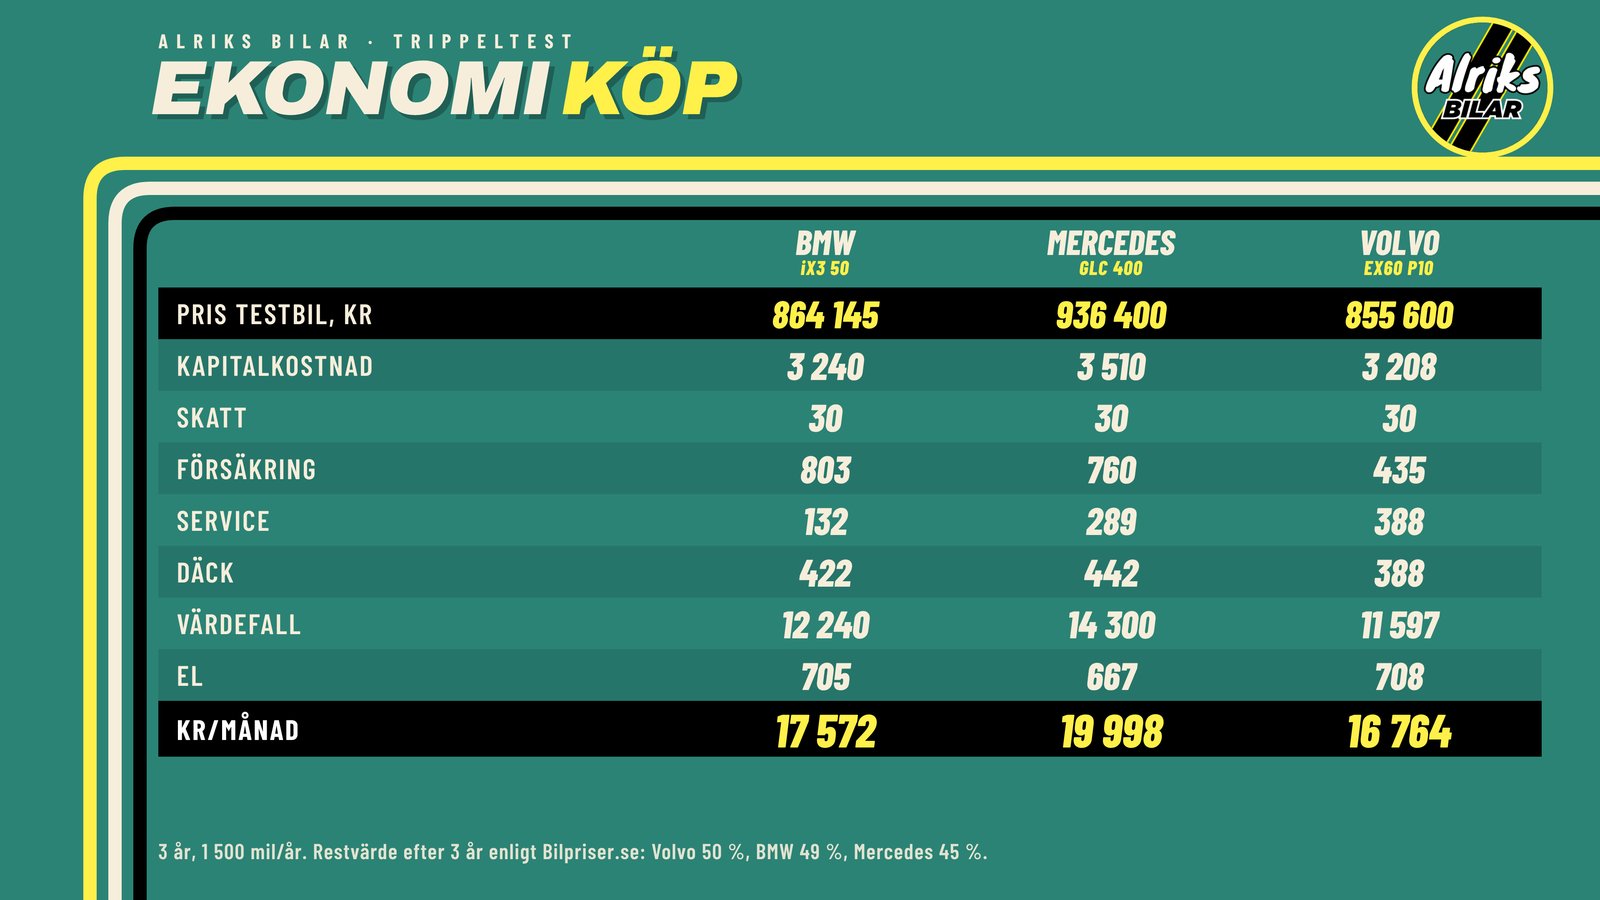 ALRIKS BILAR · TRIPPELTEST
EKONOMI KÖP
Alriks
BILAR
BMW MERCEDES VOLVO
iX3 50 GLC 400 EX60 P10
PRIS TESTBIL, KR 864 145 936 400 855 600
KAPITALKOSTNAD 3 240 3 510 3 208
SKATT 30 30 30
FÖRSÄKRING 803 760 435
SERVICE 132 289 388
DÄCK 422 442 388
VÄRDEFALL 12 240 14 300 11 597
EL 705 667 708
KR/MÅNAD 17 572 19 998 16 764
3 år, 1 500 mil/år. Restvärde efter 3 år enligt Bilpriser.se: Volvo 50 %, BMW 49 %, Mercedes 45 %.